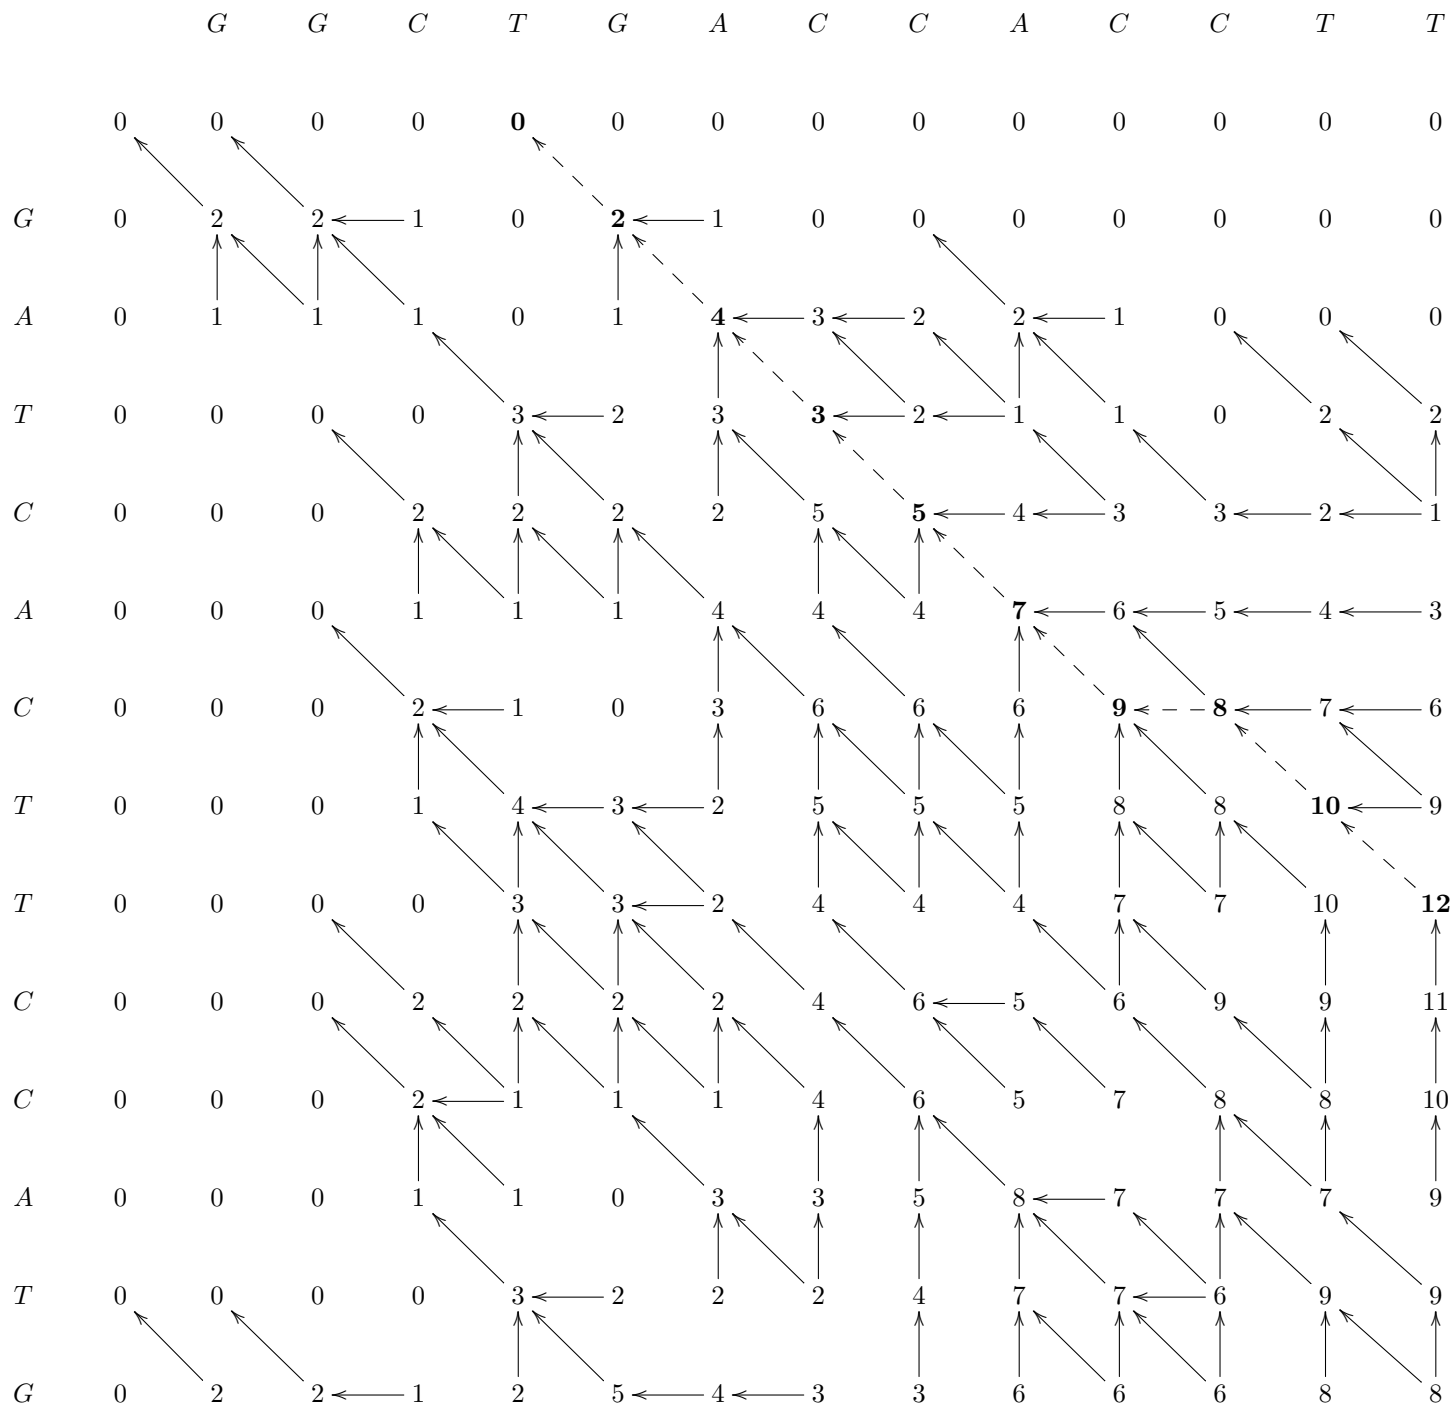 G G C T G A C C A C C T T
0 0 0 0 0 0 0 0 0 0 0 0 0 0
G 0 2 2 1 0 2 1 0 0 0 0 0 0 0
A 0 1 1 1 0 1 4 3 2 2 1 0 0 0
T 0 0 0 0 3 2 3 3 2 1 1 0 2 2
C 0 0 0 2 2 2 2 5 5 4 3 3 2 1
A 0 0 0 1 1 1 4 4 4 7 6 5 4 3
C 0 0 0 2 1 0 3 6 6 6 9 8 7 6
T 0 0 0 1 4 3 2 5 5 5 8 8 10 9
T 0 0 0 0 3 3 2 4 4 4 7 7 10 12
C 0 0 0 2 2 2 2 4 6 5 6 9 9 11
C 0 0 0 2 1 1 1 4 6 5 7 8 8 10
A 0 0 0 1 1 0 3 3 5 8 7 7 7 9
T 0 0 0 0 3 2 2 2 4 7 7 6 9 9
G 0 2 2 1 2 5 4 3 3 6 6 6 8 8